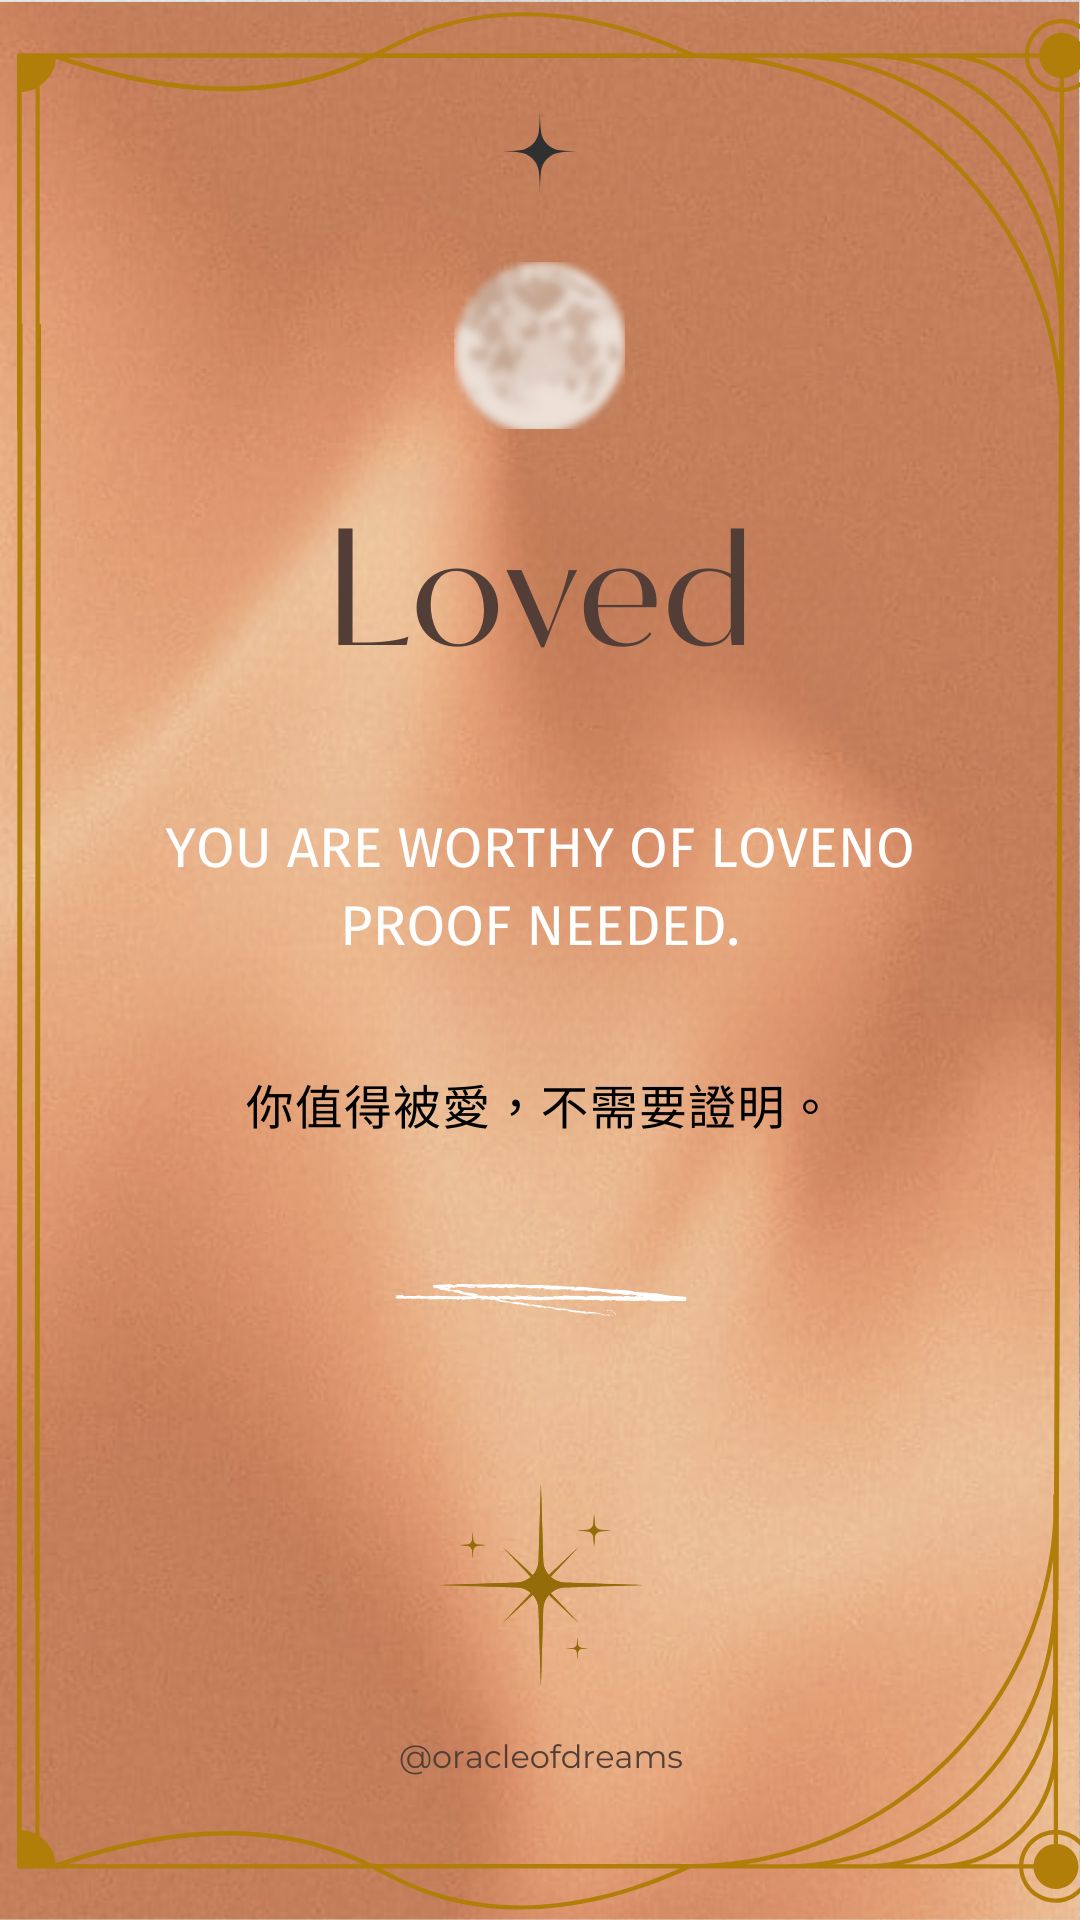 Loved
YOU ARE WORTHY OF LOVENO
PROOF NEEDED.
你值得被愛，不需要證明。
@oracleofdreams